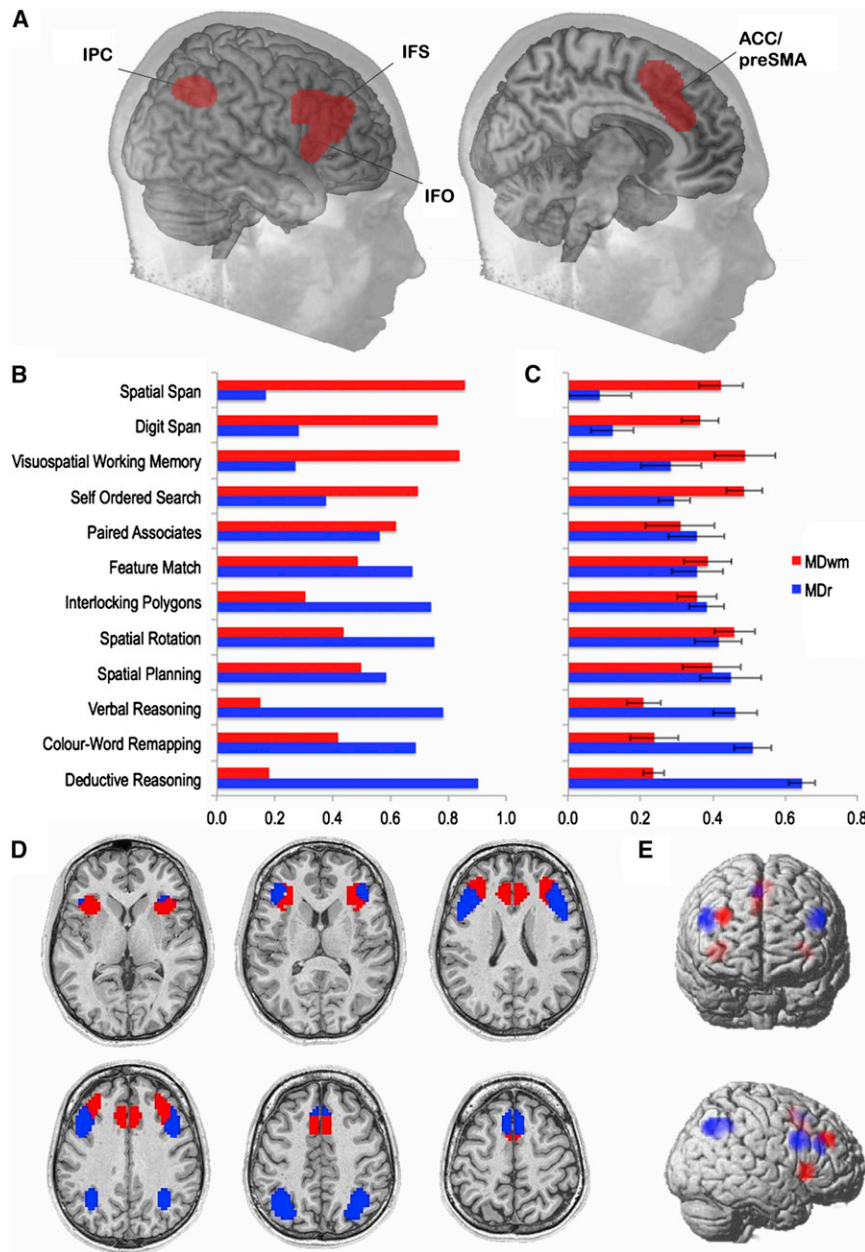 A
IPC
IFS
IFO
ACC/
preSMA
B
C
Spatial Span
Digit Span
Visuospatial Working Memory
Self Ordered Search
Paired Associates
Feature Match
Interlocking Polygons
Spatial Rotation
Spatial Planning
Verbal Reasoning
Colour-Word Remapping
Deductive Reasoning
0.0 0.2 0.4 0.6 0.8 1.0
0.0 0.2 0.4 0.6 0.8
MDwm
MDr
D
E